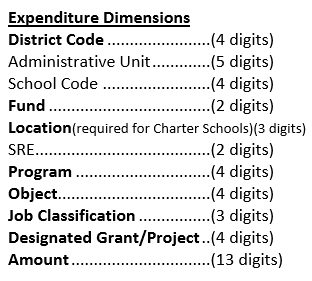 Expenditure Dimensions
District Code ......................(4 digits)
Administrative Unit.............(5 digits)
School Code ........................(4 digits)
Fund ....................................(2 digits)
Location(required for Charter Schools)(3 digits)
SRE.......................................(2 digits)
Program ..............................(4 digits)
Object..................................(4 digits)
Job Classification ................(3 digits)
Designated Grant/Project ..(4 digits)
Amount ...............................(13 digits)